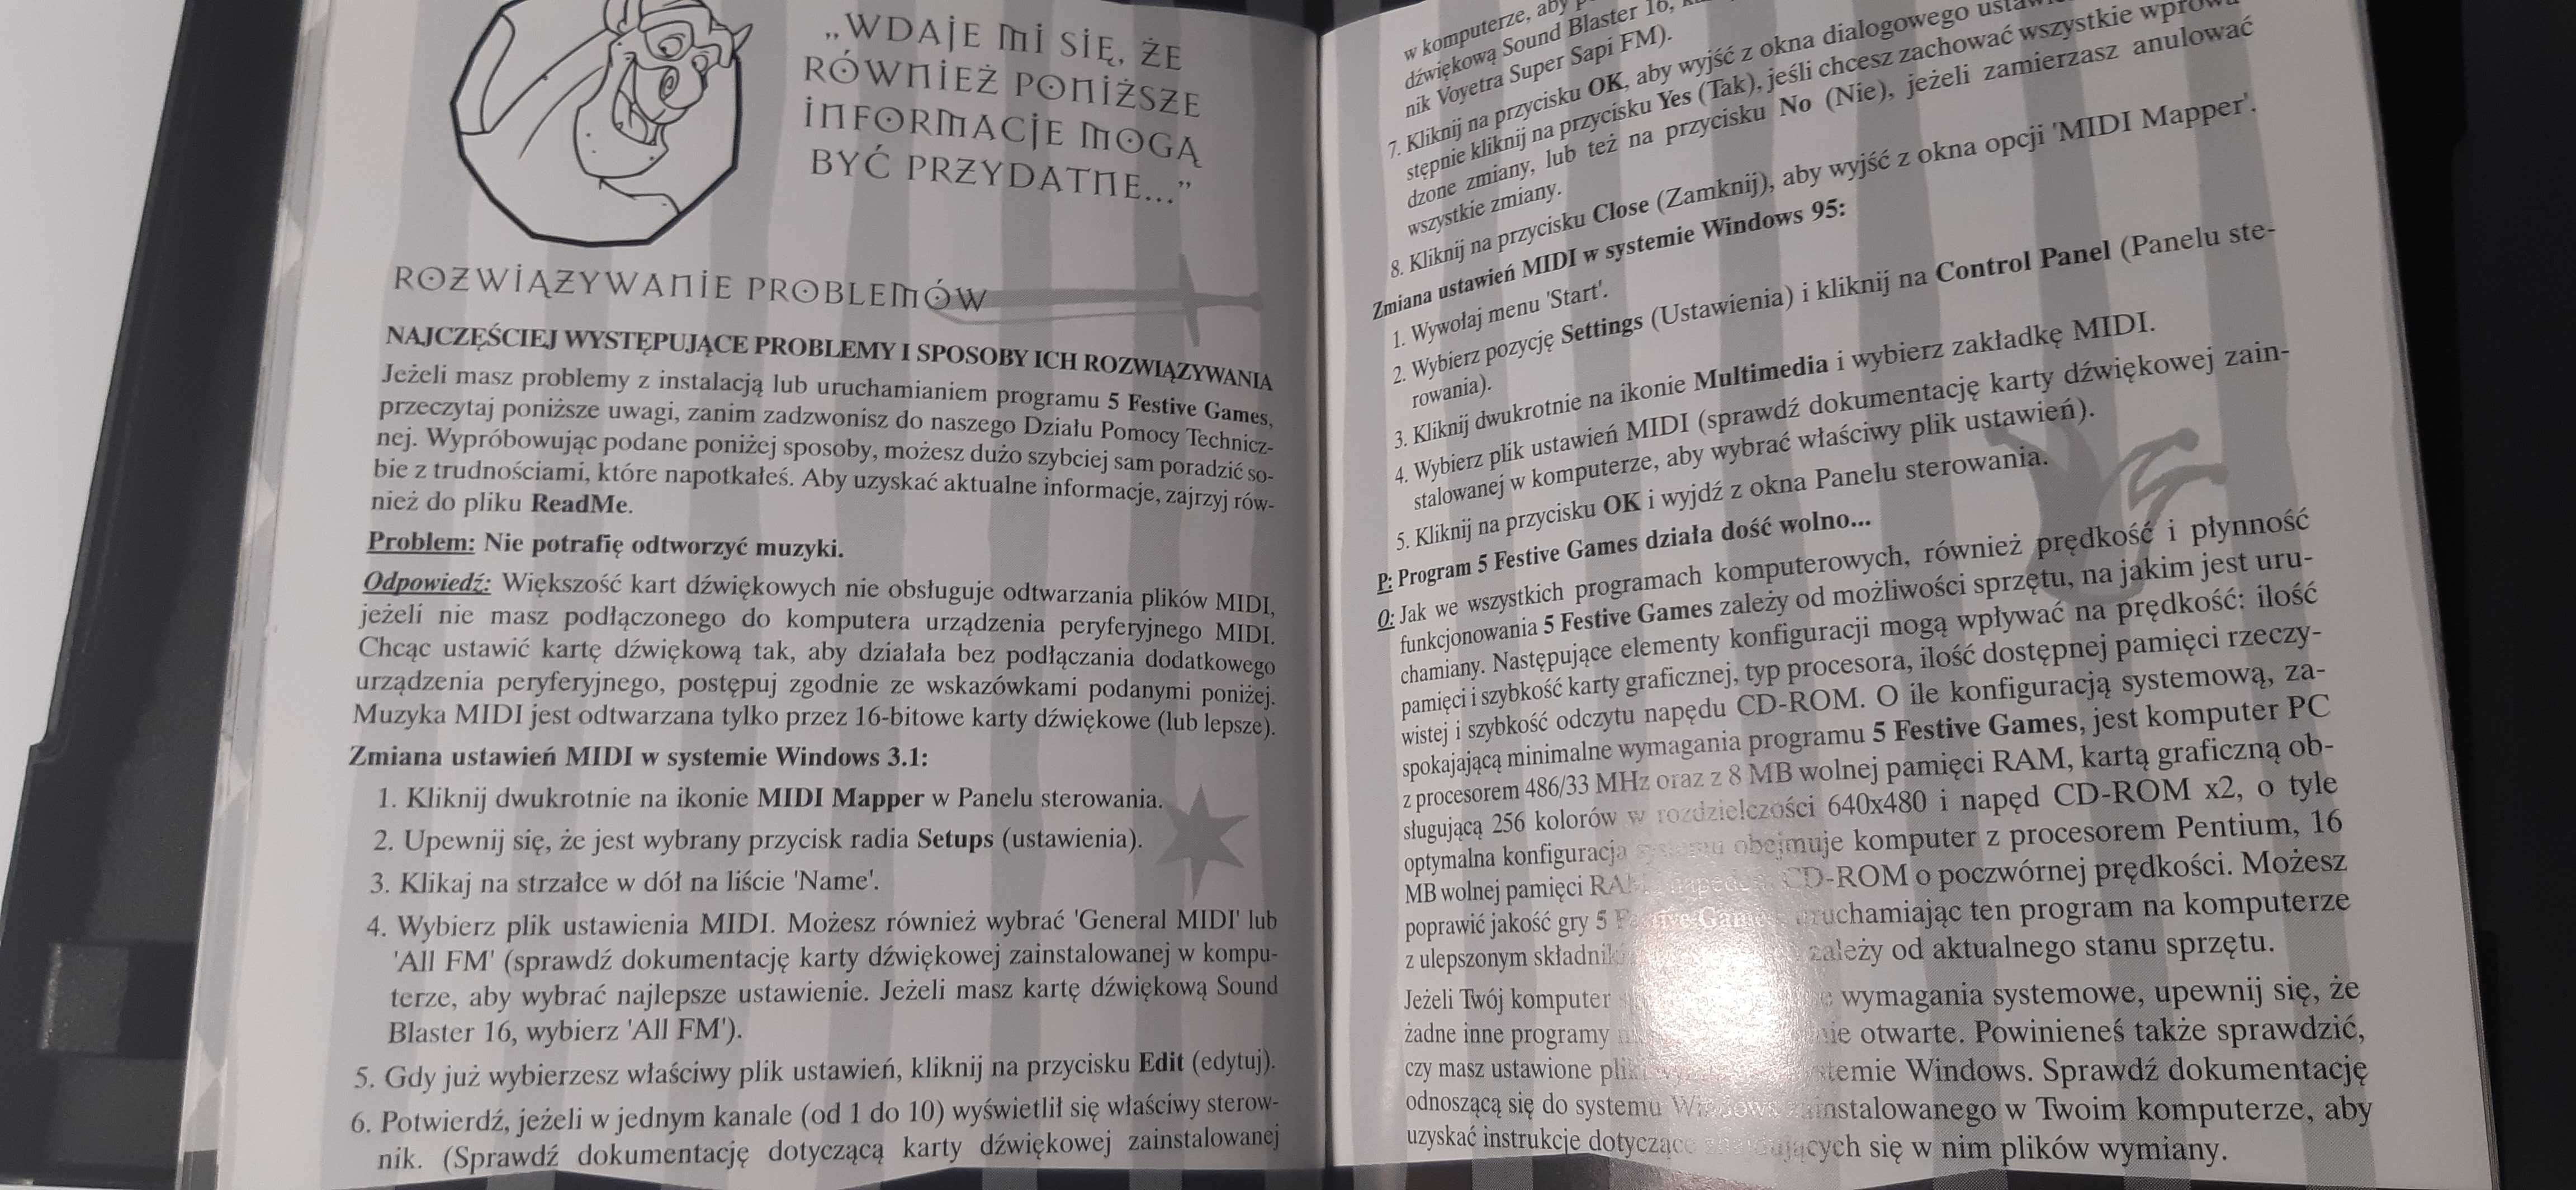 „WDAJE MI SIĘ, ŻE
RÓWNIEŻ PONIŻSZE
INFORMACJE MOGĄ
BYĆ PRZYDATNE...”
ROZWIĄZYWANIE PROBLEMÓW
NAJCZĘŚCIEJ WYSTĘPUJĄCE PROBLEMY I SPOSOBY ICH ROZWIĄZYWANIA
Jeżeli masz problemy z instalacją lub uruchamianiem programu 5 Festive Games,
przeczytaj poniższe uwagi, zanim zadzwonisz do naszego Działu Pomocy Technicz-
nej. Wypróbowując podane poniżej sposoby, możesz dużo szybciej sam poradzić so-
bie z trudnościami, które napotkałeś. Aby uzyskać aktualne informacje, zajrzyj rów-
nież do pliku ReadMe.
Problem: Nie potrafię odtworzyć muzyki.
Odpowiedź: Większość kart dźwiękowych nie obsługuje odtwarzania plików MIDI,
jeżeli nie masz podłączonego do komputera urządzenia peryferyjnego MIDI.
Chcąc ustawić kartę dźwiękową tak, aby działała bez podłączania dodatkowego
urządzenia peryferyjnego, postępuj zgodnie ze wskazówkami podanymi poniżej.
Muzyka MIDI jest odtwarzana tylko przez 16-bitowe karty dźwiękowe (lub lepsze).
Zmiana ustawień MIDI w systemie Windows 3.1:
1. Kliknij dwukrotnie na ikonie MIDI Mapper w Panelu sterowania.
2. Upewnij się, że jest wybrany przycisk radia Setups (ustawienia).
3. Klikaj na strzałce w dół na liście 'Name'.
4. Wybierz plik ustawienia MIDI. Możesz również wybrać 'General MIDI' lub
'All FM' (sprawdź dokumentację karty dźwiękowej zainstalowanej w kompu-
terze, aby wybrać najlepsze ustawienie. Jeżeli masz kartę dźwiękową Sound
Blaster 16, wybierz 'All FM').
5. Gdy już wybierzesz właściwy plik ustawień, kliknij na przycisku Edit (edytuj).
6. Potwierdź, jeżeli w jednym kanale (od 1 do 10) wyświetlił się właściwy sterow-
nik. (Sprawdź dokumentację dotyczącą karty dźwiękowej zainstalowanej
w komputerze, aby
dźwiękową Sound Blaster 16,
nik Voyetra Super Sapi FM).
7. Kliknij na przycisku OK, aby wyjść z okna dialogowego
stępnie kliknij na przycisku Yes (Tak), jeśli chcesz zachować wszystkie wprowa-
dzone zmiany, lub też na przycisku No (Nie), jeżeli zamierzasz anulować
wszystkie zmiany.
8. Kliknij na przycisku Close (Zamknij), aby wyjść z okna opcji 'MIDI Mapper'.
Zmiana ustawień MIDI w systemie Windows 95:
1. Wywołaj menu 'Start'.
2. Wybierz pozycję Settings (Ustawienia) i kliknij na Control Panel (Panelu ste-
rowania).
3. Kliknij dwukrotnie na ikonie Multimedia i wybierz zakładkę MIDI.
4. Wybierz plik ustawień MIDI (sprawdź dokumentację karty dźwiękowej zain-
stalowanej w komputerze, aby wybrać właściwy plik ustawień).
5. Kliknij na przycisku OK i wyjdź z okna Panelu sterowania.
P: Program 5 Festive Games działa dość wolno...
O: Jak we wszystkich programach komputerowych, również prędkość i płynność
funkcjonowania 5 Festive Games zależy od możliwości sprzętu, na jakim jest uru-
chamiany. Następujące elementy konfiguracji mogą wpływać na prędkość: ilość
pamięci i szybkość karty graficznej, typ procesora, ilość dostępnej pamięci rzeczy-
wistej i szybkość odczytu napędu CD-ROM. O ile konfiguracją systemową, za-
spokajającą minimalne wymagania programu 5 Festive Games, jest komputer PC
z procesorem 486/33 MHz oraz z 8 MB wolnej pamięci RAM, kartą graficzną ob-
sługującą 256 kolorów w rozdzielczości 640x480 i napęd CD-ROM x2, o tyle
optymalna konfiguracja systemu obejmuje komputer z procesorem Pentium, 16
MB wolnej pamięci RAM CD-ROM o poczwórnej prędkości. Możesz
poprawić jakość gry 5 Festive Games uruchamiając ten program na komputerze
z ulepszonym zależy od aktualnego stanu sprzętu.
Jeżeli Twój komputer wymagania systemowe, upewnij się, że
żadne inne programy nie otwarte. Powinieneś także sprawdzić,
czy masz ustawione systemie Windows. Sprawdź dokumentację
odnoszącą się do systemu Windows zainstalowanego w Twoim komputerze, aby
uzyskać instrukcje dotyczące znajdujących się w nim plików wymiany.